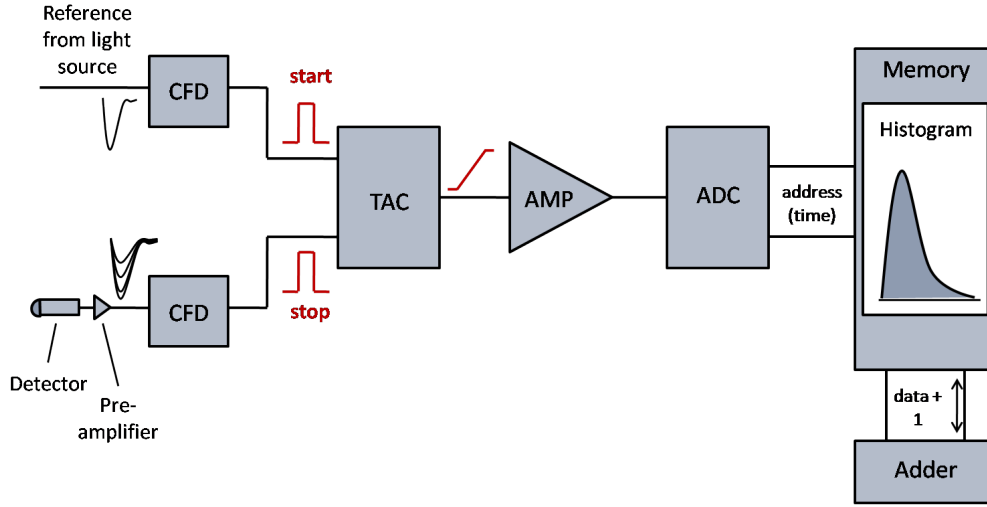 Reference
from light
source
CFD
start
TAC
AMP
ADC
address
(time)
Memory
Histogram
CFD
stop
Detector
Pre-
amplifier
data +
1
Adder